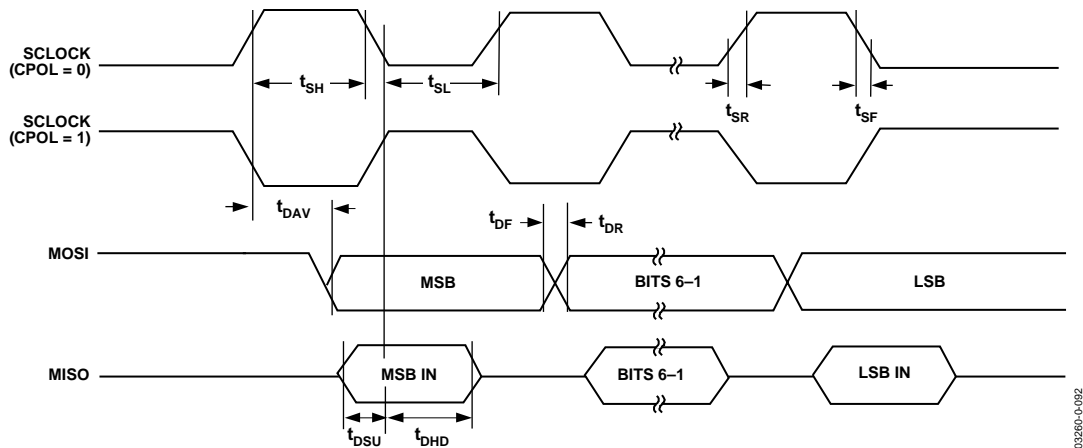 SCLOCK
(CPOL = 0)
tSH
tSL
tSR
tSF
SCLOCK
(CPOL = 1)
tDAV
tDF
tDR
MOSI
MSB
BITS 6–1
LSB
MISO
MSB IN
BITS 6–1
LSB IN
tDSU
tDHD
03260-0-092